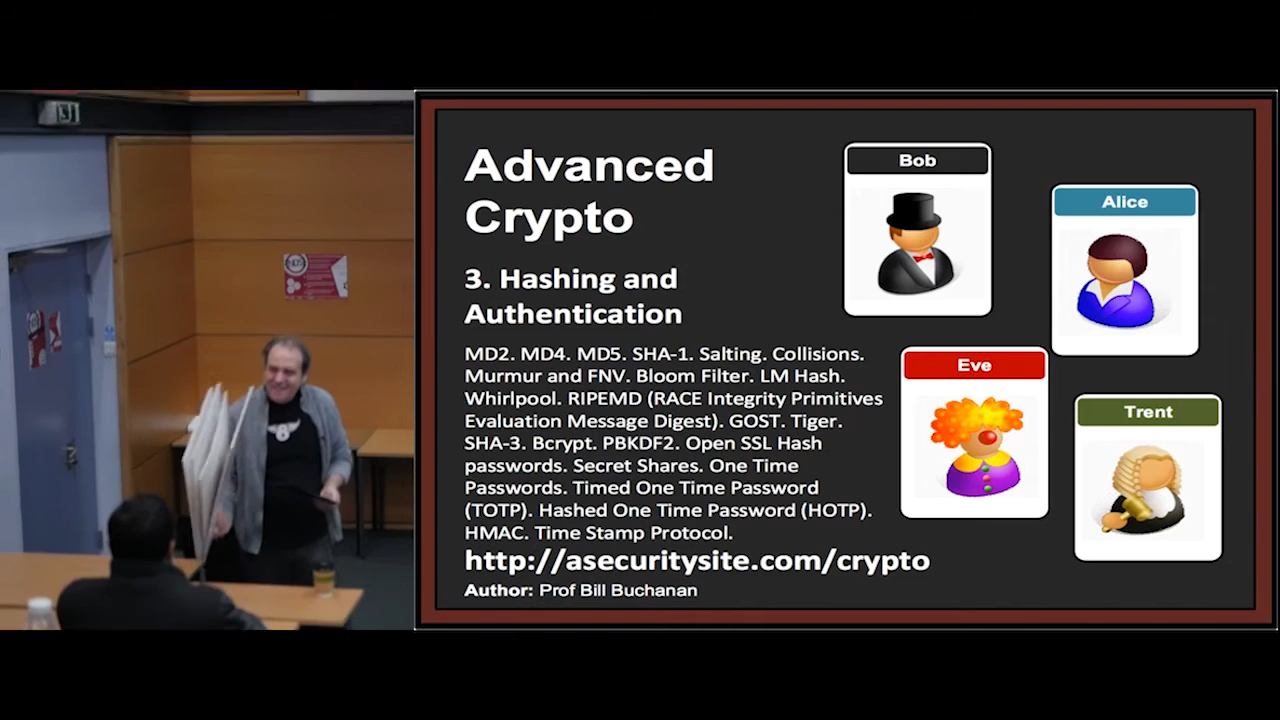 Advanced
Crypto
3. Hashing and
Authentication
MD2. MD4. MD5. SHA-1. Salting. Collisions.
Murmur and FNV. Bloom Filter. LM Hash.
Whirlpool. RIPEMD (RACE Integrity Primitives
Evaluation Message Digest). GOST. Tiger.
SHA-3. Bcrypt. PBKDF2. Open SSL Hash
passwords. Secret Shares. One Time
Passwords. Timed One Time Password
(TOTP). Hashed One Time Password (HOTP).
HMAC. Time Stamp Protocol.
http://asecuritysite.com/crypto
Author: Prof Bill Buchanan
Bob
Alice
Eve
Trent